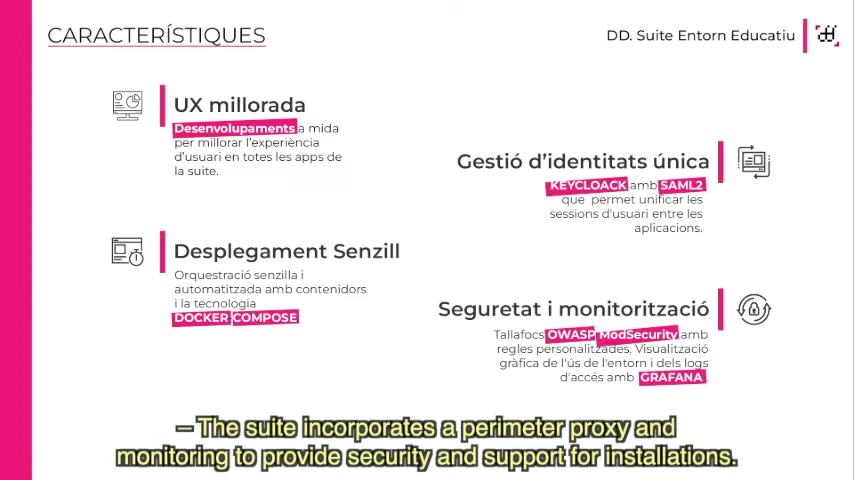 CARACTERÍSTIQUES
DD. Suite Entorn Educatiu
UX millorada
Desenvolupaments a mida
per millorar l'experiència
d'usuari en totes les apps de
la suite.
Gestió d'identitats única
KEYCLOACK amb SAML2
que permet unificar les
sessions d'usuari entre les
aplicacions.
Desplegament Senzill
Orquestració senzilla i
automatitzada amb contenidors
i la tecnologia
DOCKER-COMPOSE
Seguretat i monitorització
Tallafocs OWASP ModSecurity amb
regles personalitzades. Visualització
gràfica de l'ús de l'entorn i dels logs
d'accés amb GRAFANA.
– The suite incorporates a perimeter proxy and
monitoring to provide security and support for installations.